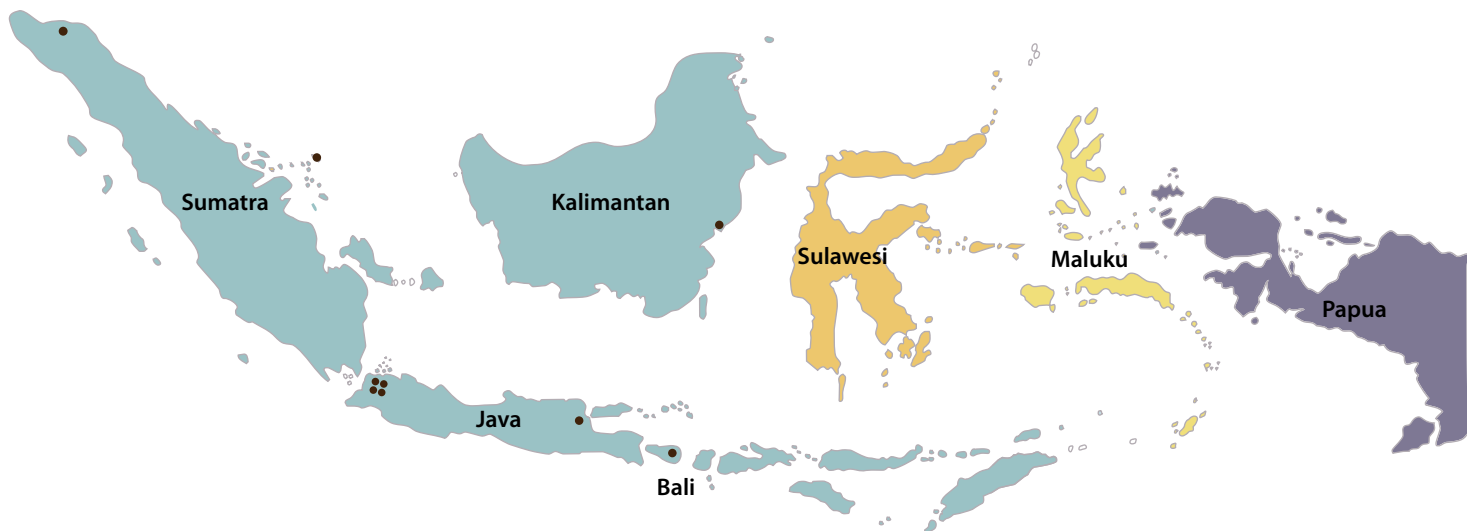 Sumatra
Kalimantan
Sulawesi
Maluku
Papua
Java
Bali